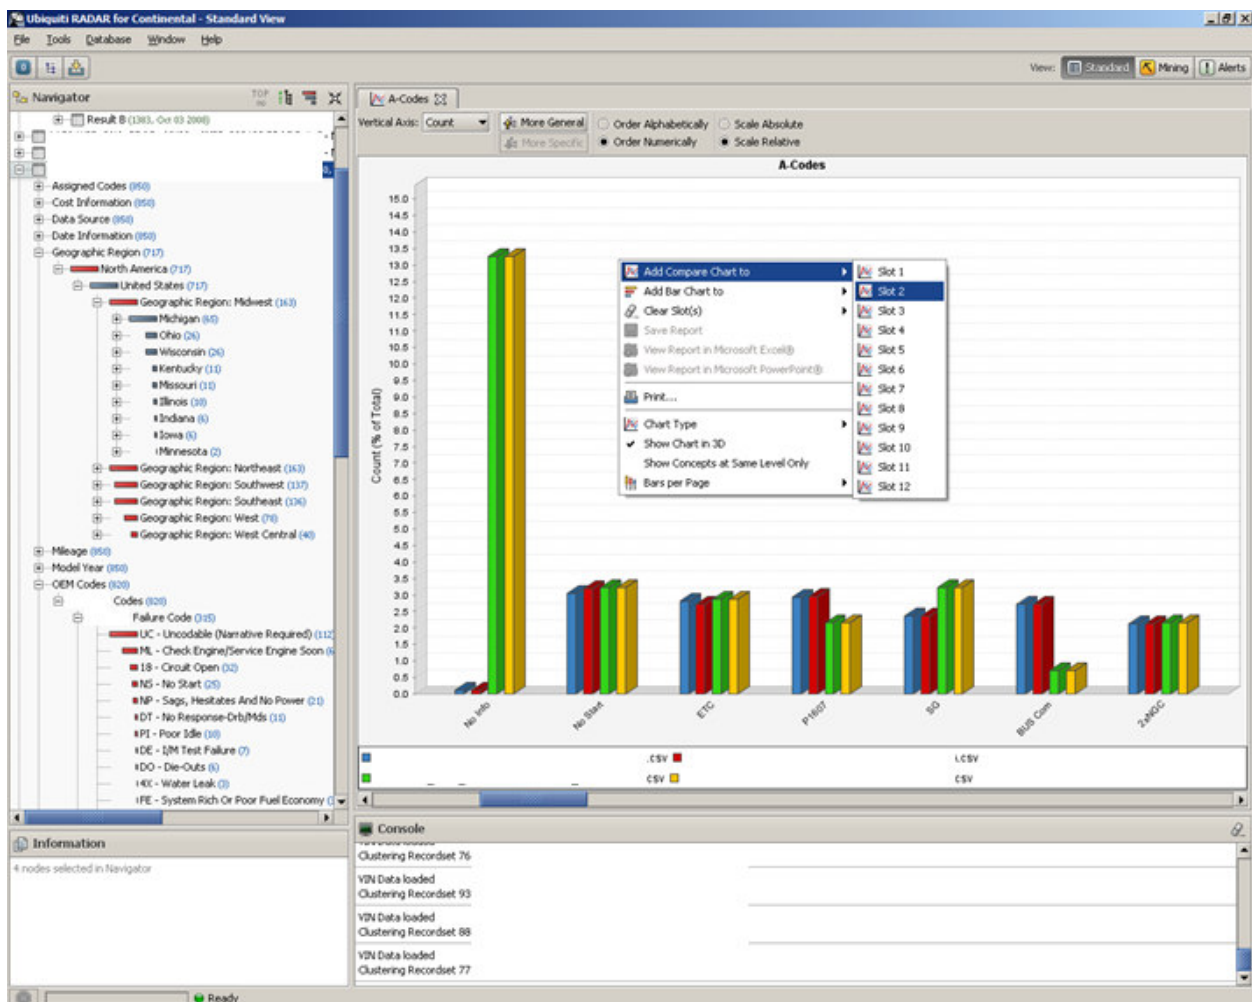 Ubiquiti RADAR for Continental - Standard View
File Tools Database Window Help
View: Standard Mining Alerts
Navigator
TOP
Result B (1383, Oct 03 2008)
Assigned Codes (850)
Cost Information (850)
Data Source (850)
Date Information (850)
Geographic Region (717)
North America (717)
United States (717)
Geographic Region: Midwest (163)
Michigan (65)
Ohio (26)
Wisconsin (26)
Kentucky (11)
Missouri (11)
Illinois (10)
Indiana (6)
Iowa (6)
Minnesota (2)
Geographic Region: Northeast (163)
Geographic Region: Southwest (137)
Geographic Region: Southeast (136)
Geographic Region: West (78)
Geographic Region: West Central (40)
Mileage (850)
Model Year (850)
OEM Codes (820)
Codes (820)
Failure Code (315)
UC - Uncodable (Narrative Required) (112
ML - Check Engine/Service Engine Soon (6
18 - Circuit Open (32)
NS - No Start (25)
NP - Sags, Hesitates And No Power (21)
DT - No Response-Drb/Mds (11)
PI - Poor Idle (10)
DE - I/M Test Failure (7)
DO - Die-Outs (6)
4X - Water Leak (3)
FE - System Rich Or Poor Fuel Economy
Information
4 nodes selected in Navigator
Ready
A-Codes
Vertical Axis: Count
More General
More Specific
Order Alphabetically
Order Numerically
Scale Absolute
Scale Relative
A-Codes
Count (% of Total)
15.0
14.5
14.0
13.5
13.0
12.5
12.0
11.5
11.0
10.5
10.0
9.5
9.0
8.5
8.0
7.5
7.0
6.5
6.0
5.5
5.0
4.5
4.0
3.5
3.0
2.5
2.0
1.5
1.0
0.5
0.0
No Info
No Start
ETC
P1607
SG
BUS Com
2xNGC
Add Compare Chart to
Add Bar Chart to
Clear Slot(s)
Save Report
View Report in Microsoft Excel®
View Report in Microsoft PowerPoint®
Print...
Chart Type
Show Chart in 3D
Show Concepts at Same Level Only
Bars per Page
Slot 1
Slot 2
Slot 3
Slot 4
Slot 5
Slot 6
Slot 7
Slot 8
Slot 9
Slot 10
Slot 11
Slot 12
.csv
.csv
csv
csv
Console
VIN Data loaded
Clustering Recordset 76
VIN Data loaded
Clustering Recordset 93
VIN Data loaded
Clustering Recordset 88
VIN Data loaded
Clustering Recordset 77